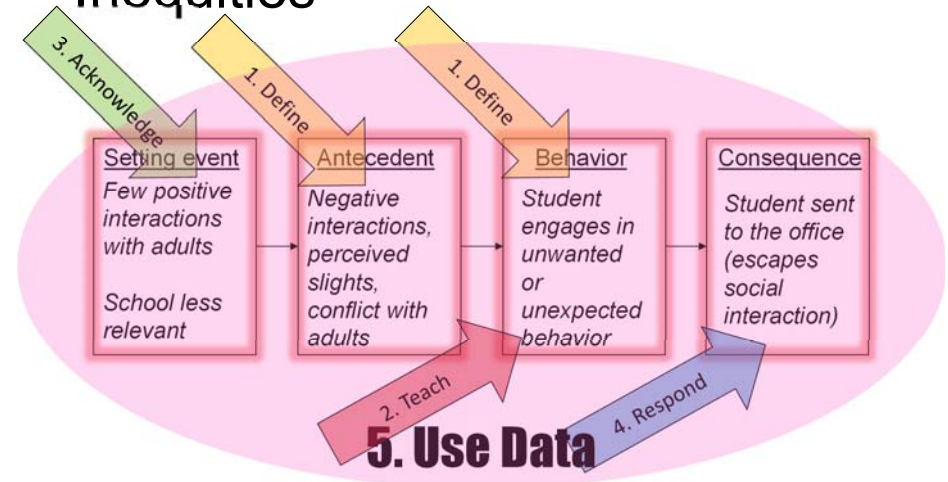 Inequities
3. Acknowledge
1. Define
1. Define
Setting event
Few positive
interactions
with adults
School less
relevant
Antecedent
Negative
interactions,
perceived
slights,
conflict with
adults
Behavior
Student
engages in
unwanted
or
unexpected
behavior
Consequence
Student sent
to the office
(escapes
social
interaction)
2. Teach
4. Respond
5. Use Data